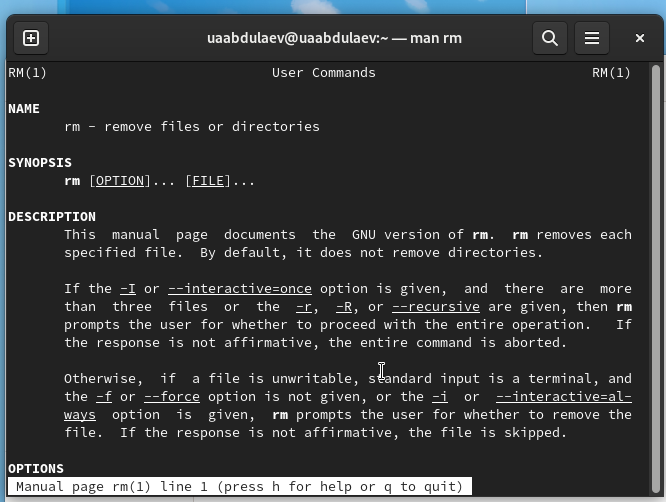 uaabdulaev@uaabdulaev:~ — man rm
RM(1) User Commands RM(1)
NAME
rm - remove files or directories
SYNOPSIS
rm [OPTION]... [FILE]...
DESCRIPTION
This manual page documents the GNU version of rm. rm removes each
specified file. By default, it does not remove directories.
If the -I or --interactive=once option is given, and there are more
than three files or the -r, -R, or --recursive are given, then rm
prompts the user for whether to proceed with the entire operation. If
the response is not affirmative, the entire command is aborted.
Otherwise, if a file is unwritable, standard input is a terminal, and
the -f or --force option is not given, or the -i or --interactive=al-
ways option is given, rm prompts the user for whether to remove the
file. If the response is not affirmative, the file is skipped.
OPTIONS
Manual page rm(1) line 1 (press h for help or q to quit)